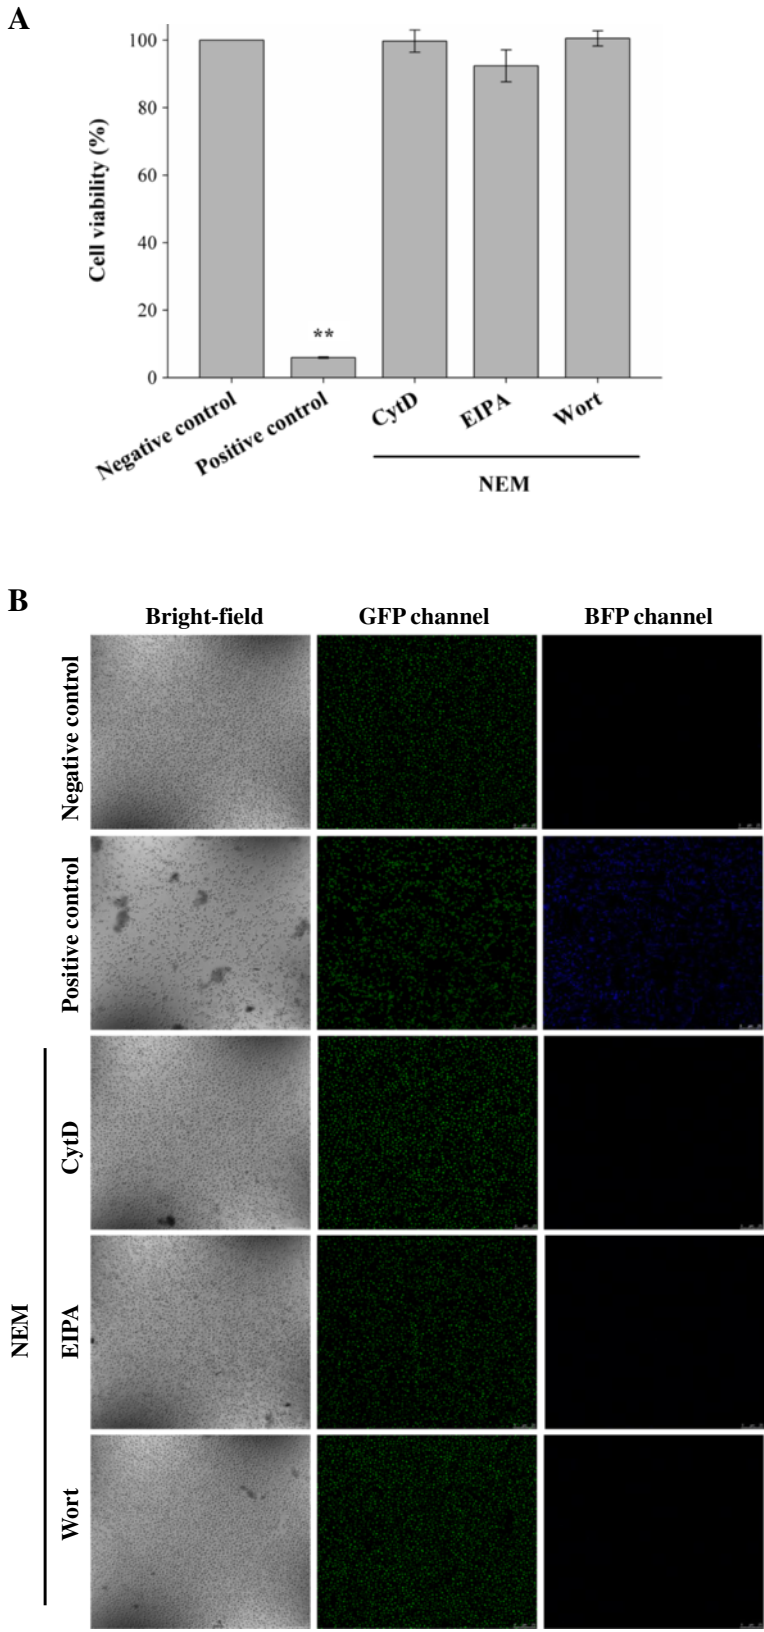 A
Cell viability (%)
100
80
60
40
20
0
**
Negative control
Positive control
CytD
EIPA
Wort
NEM
B
Bright-field GFP channel BFP channel
Negative control
Positive control
CytD
EIPA
Wort
NEM